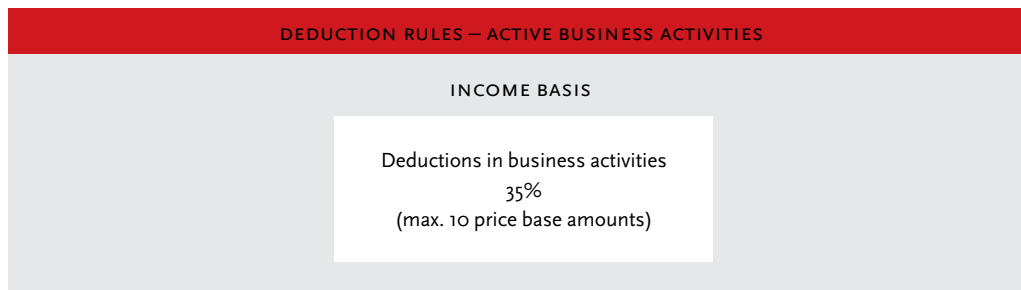 DEDUCTION RULES – ACTIVE BUSINESS ACTIVITIES
INCOME BASIS
Deductions in business activities
35%
(max. 10 price base amounts)